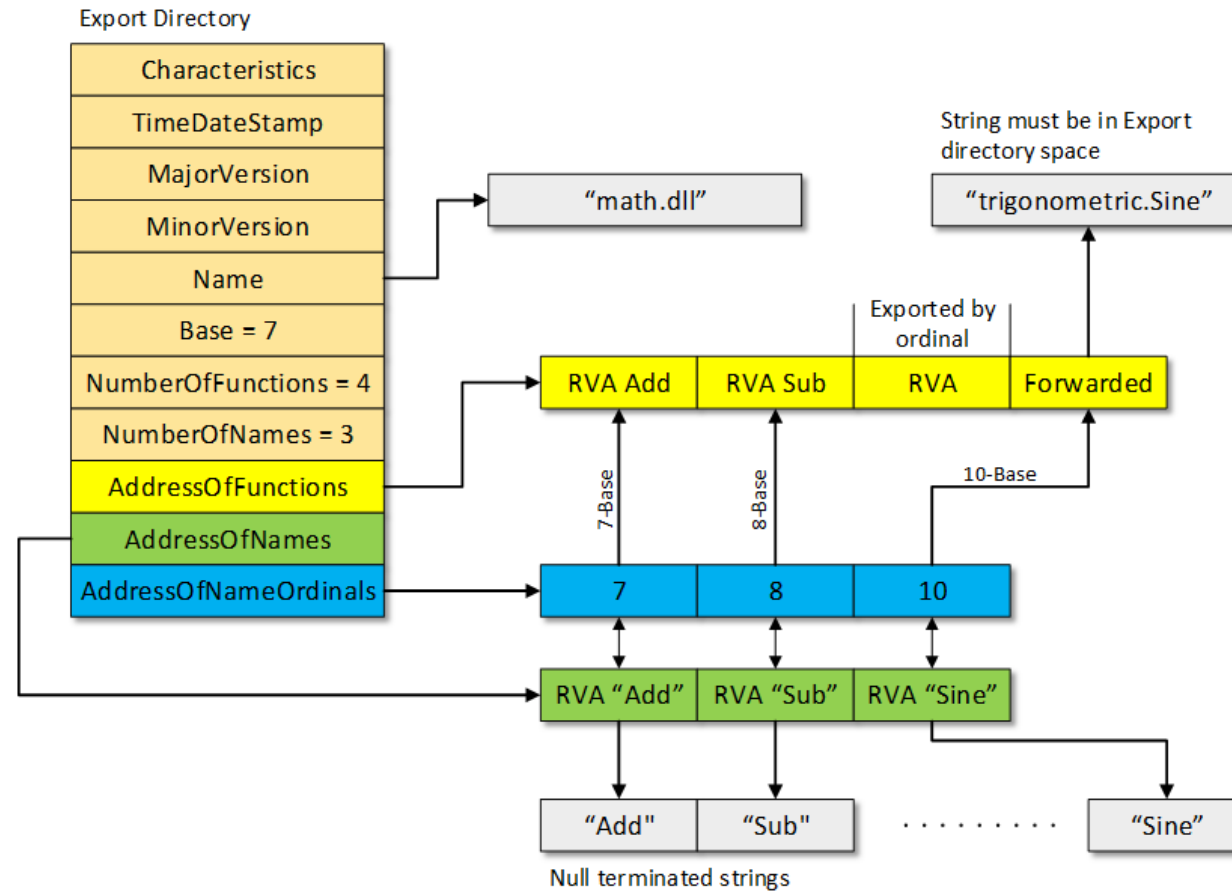 Export Directory
Characteristics
TimeDateStamp
MajorVersion
MinorVersion
Name
Base = 7
NumberOfFunctions = 4
NumberOfNames = 3
AddressOfFunctions
AddressOfNames
AddressOfNameOrdinals
“math.dll”
String must be in Export
directory space
“trigonometric.Sine”
Exported by
ordinal
RVA Add
RVA Sub
RVA
Forwarded
7-Base
8-Base
10-Base
7
8
10
RVA “Add”
RVA “Sub”
RVA “Sine”
“Add"
“Sub"
. . . . . . . . .
“Sine”
Null terminated strings